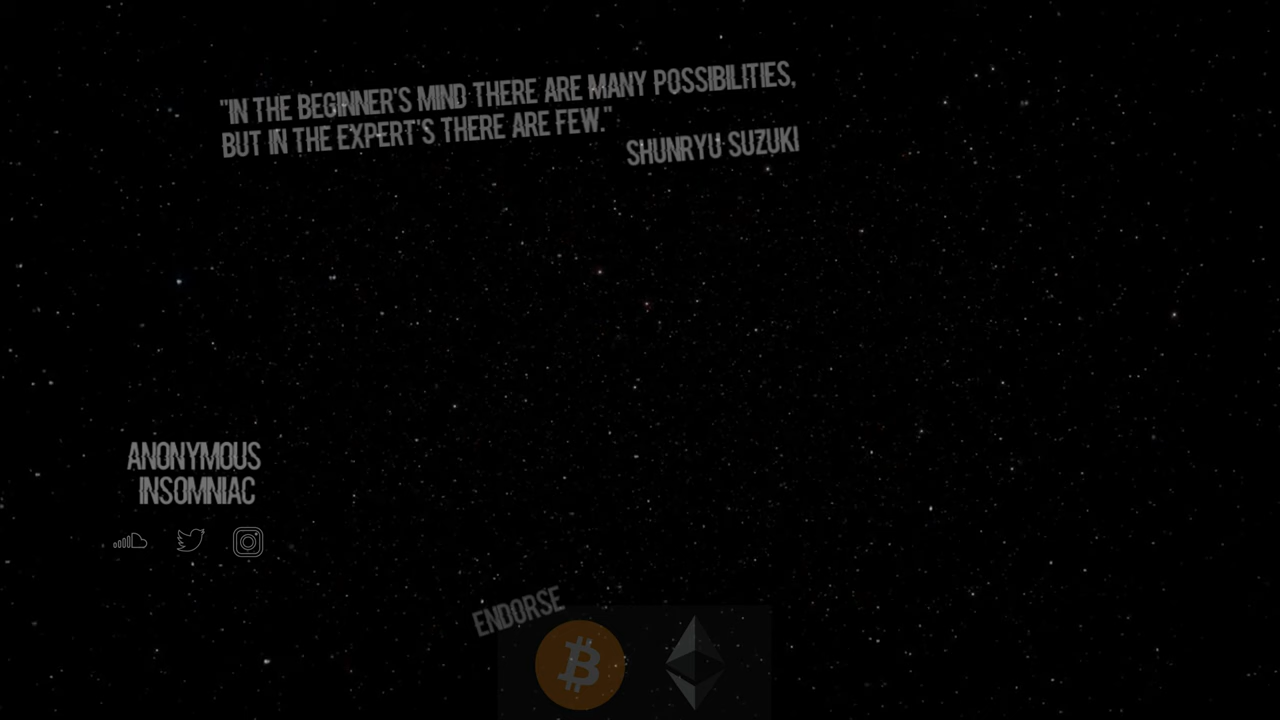 "IN THE BEGINNER'S MIND THERE ARE MANY POSSIBILITIES,
BUT IN THE EXPERT'S THERE ARE FEW."
SHUNRYU SUZUKI
ANONYMOUS
INSOMNIAC
ENDORSE